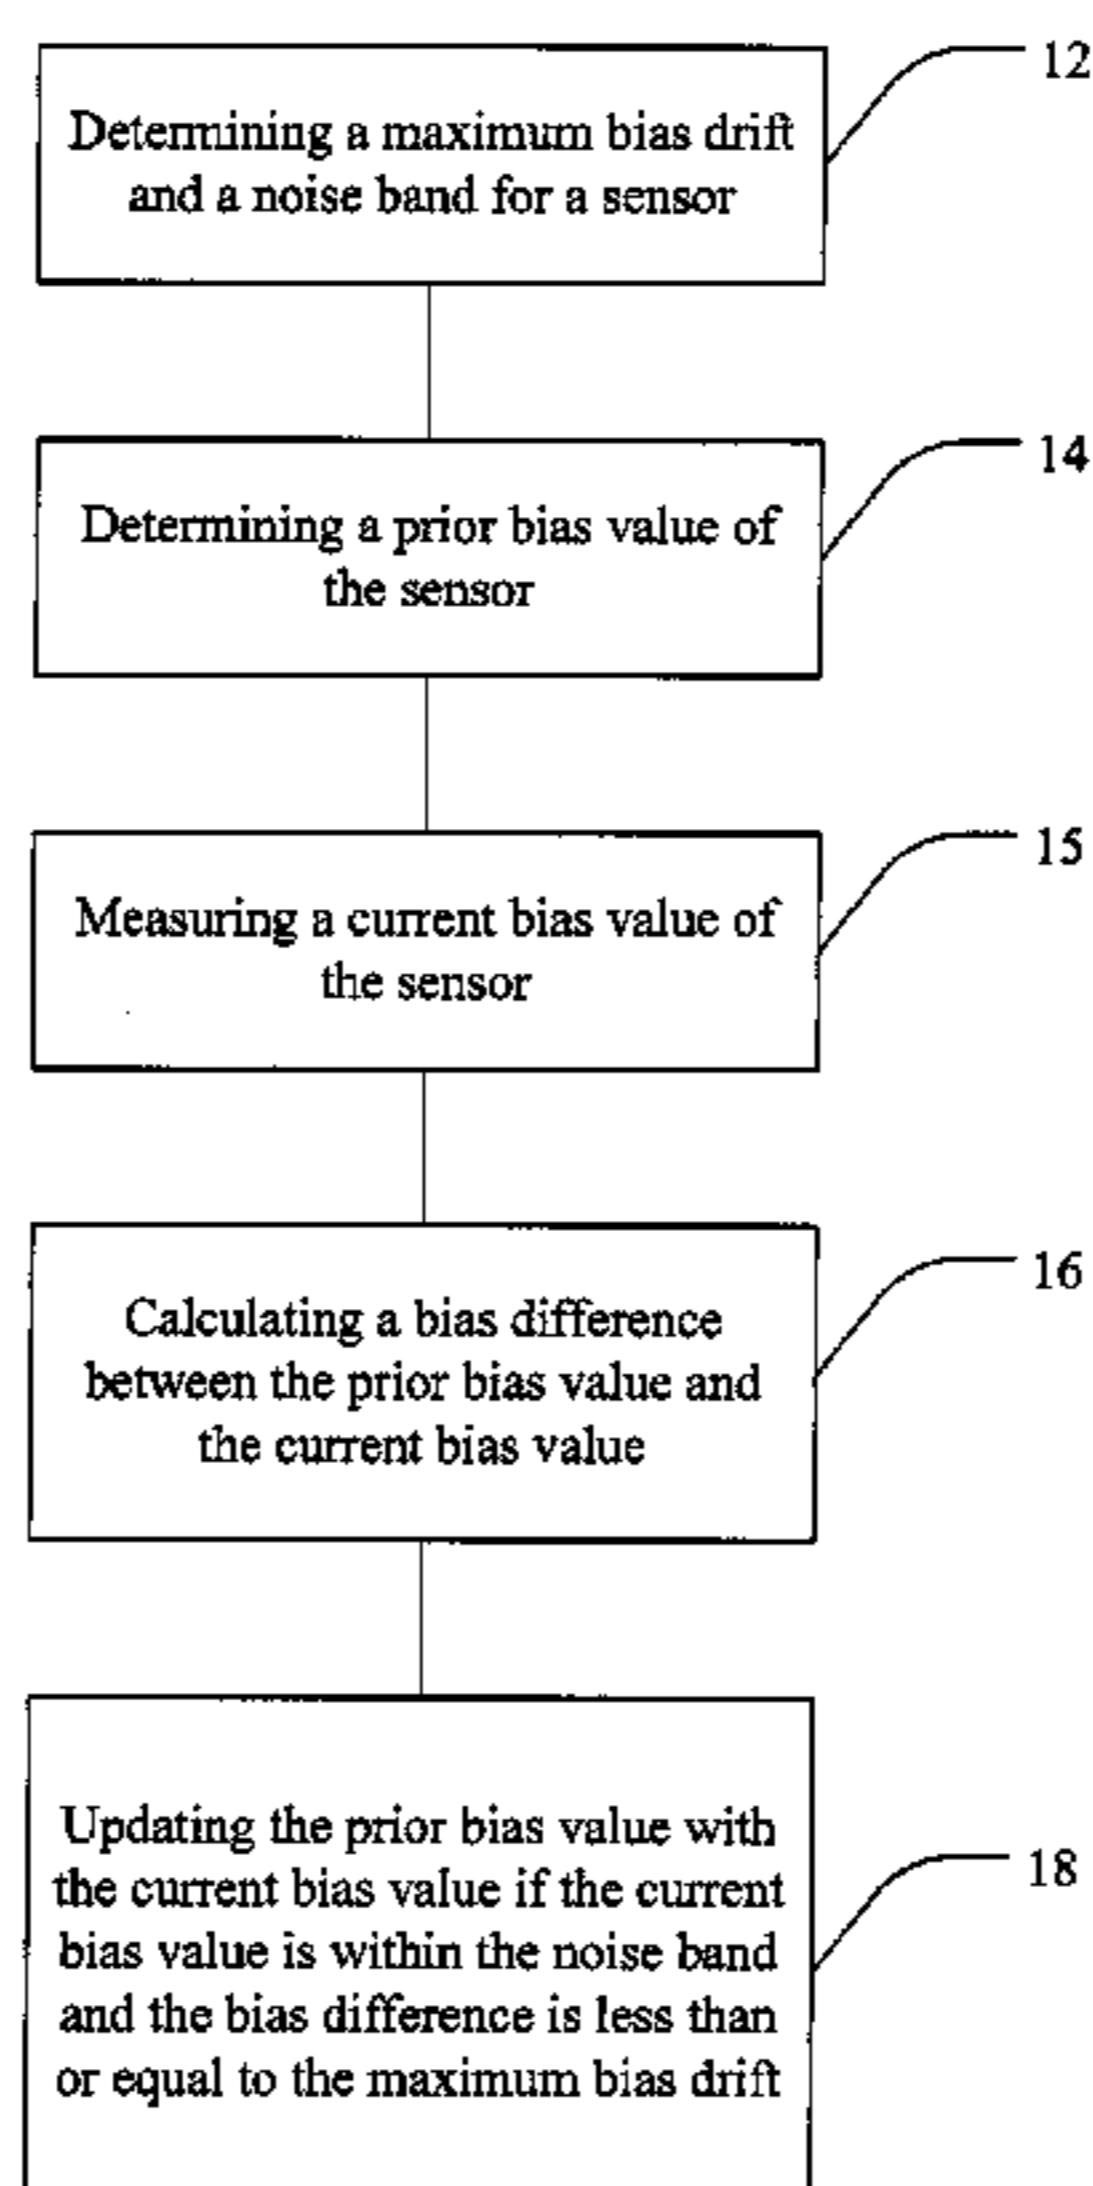 12
Determining a maximum bias drift
and a noise band for a sensor
14
Determining a prior bias value of
the sensor
15
Measuring a current bias value of
the sensor
16
Calculating a bias difference
between the prior bias value and
the current bias value
18
Updating the prior bias value with
the current bias value if the current
bias value is within the noise band
and the bias difference is less than
or equal to the maximum bias drift